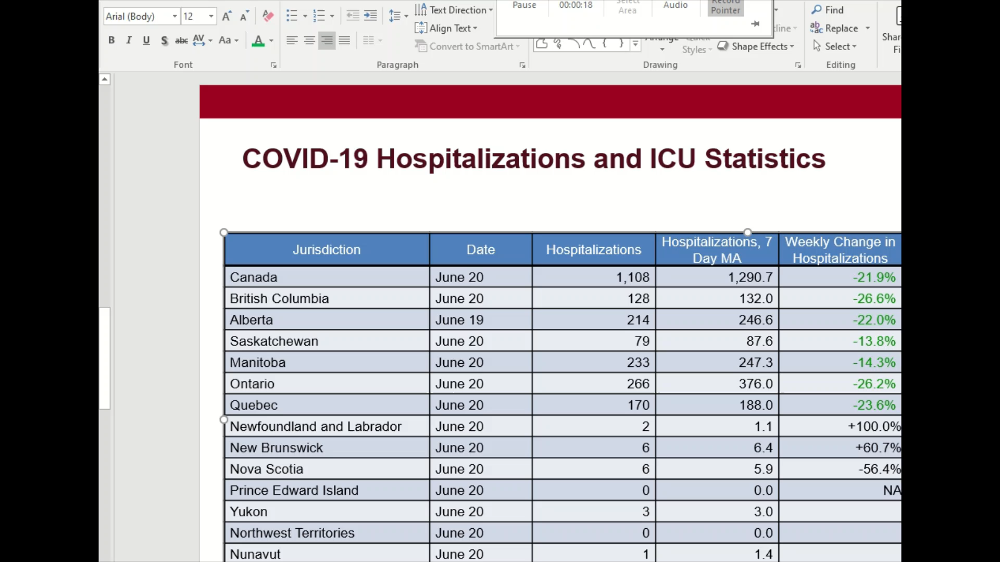 Arial (Body) 12 A A
Text Direction
Pause 00:00:18 Select Area Audio Record Pointer
Find
Align Text
Replace
B I U S abc AV Aa A
Convert to SmartArt
Arrange Quick Styles
Shape Effects
Select
Font Paragraph Drawing Editing
COVID-19 Hospitalizations and ICU Statistics
Jurisdiction Date Hospitalizations Hospitalizations, 7 Day MA Weekly Change in Hospitalizations
Canada June 20 1,108 1,290.7 -21.9%
British Columbia June 20 128 132.0 -26.6%
Alberta June 19 214 246.6 -22.0%
Saskatchewan June 20 79 87.6 -13.8%
Manitoba June 20 233 247.3 -14.3%
Ontario June 20 266 376.0 -26.2%
Quebec June 20 170 188.0 -23.6%
Newfoundland and Labrador June 20 2 1.1 +100.0%
New Brunswick June 20 6 6.4 +60.7%
Nova Scotia June 20 6 5.9 -56.4%
Prince Edward Island June 20 0 0.0 NA
Yukon June 20 3 3.0
Northwest Territories June 20 0 0.0
Nunavut June 20 1 1.4